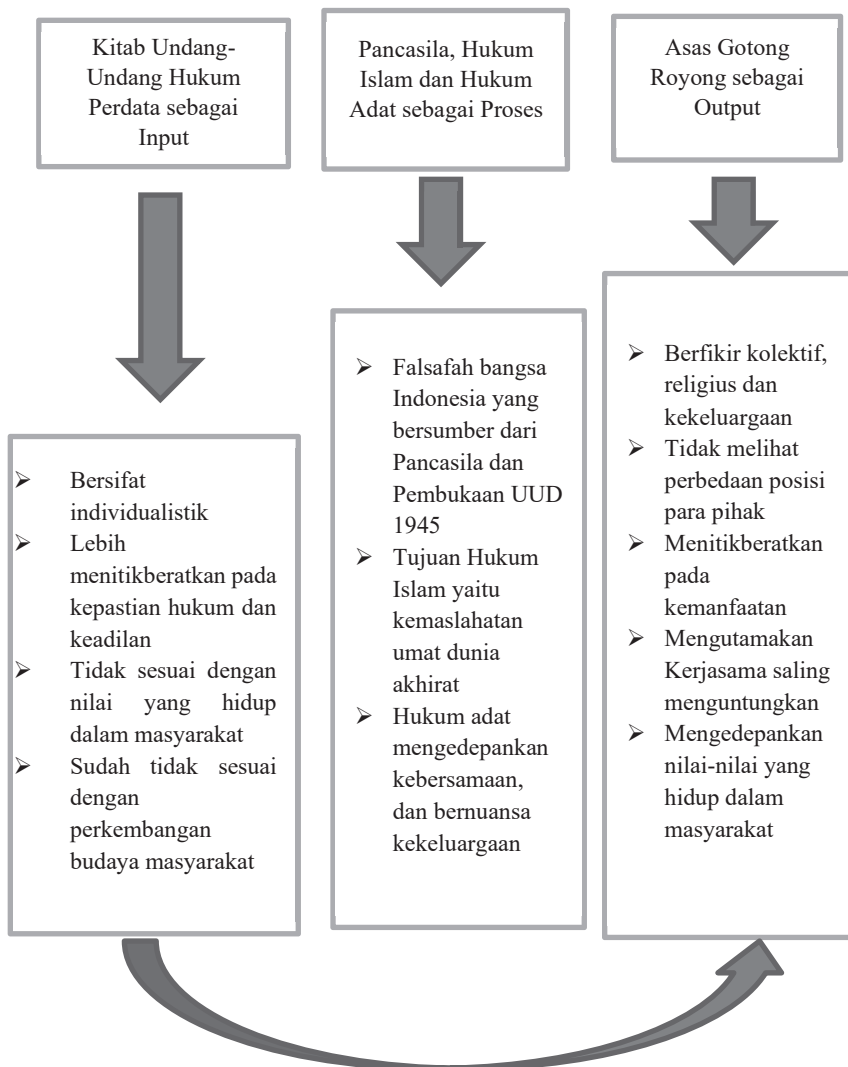 Kitab Undang-
Undang Hukum
Perdata sebagai
Input
Pancasila, Hukum
Islam dan Hukum
Adat sebagai Proses
Asas Gotong
Royong sebagai
Output
➢ Bersifat
individualistik
➢ Lebih
menitikberatkan pada
kepastian hukum dan
keadilan
➢ Tidak sesuai dengan
nilai yang hidup
dalam masyarakat
➢ Sudah tidak sesuai
dengan
perkembangan
budaya masyarakat
➢ Falsafah bangsa
Indonesia yang
bersumber dari
Pancasila dan
Pembukaan UUD
1945
➢ Tujuan Hukum
Islam yaitu
kemaslahatan
umat dunia
akhirat
➢ Hukum adat
mengedepankan
kebersamaan,
dan bernuansa
kekeluargaan
➢ Berfikir kolektif,
religius dan
kekeluargaan
➢ Tidak melihat
perbedaan posisi
para pihak
➢ Menitikberatkan
pada
kemanfaatan
➢ Mengutamakan
Kerjasama saling
menguntungkan
➢ Mengedepankan
nilai-nilai yang
hidup dalam
masyarakat